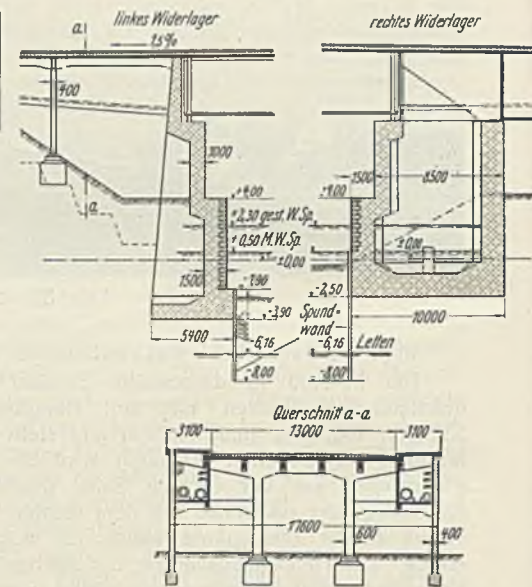 linkes Widerlager
rechtes Widerlager
a
1,5%
400
1000
1500
8500
+4,00
+4,00
+2,30 gest. W.Sp.
+0,50 M.W.Sp.
±0,00
±0,00
1500
-1,90
-2,50
-3,90
Spund-
wand
10000
5400
-6,16
-6,16
Letten
-8,00
-8,00
a
Querschnitt a-a
3100
13000
3100
17600
600
400